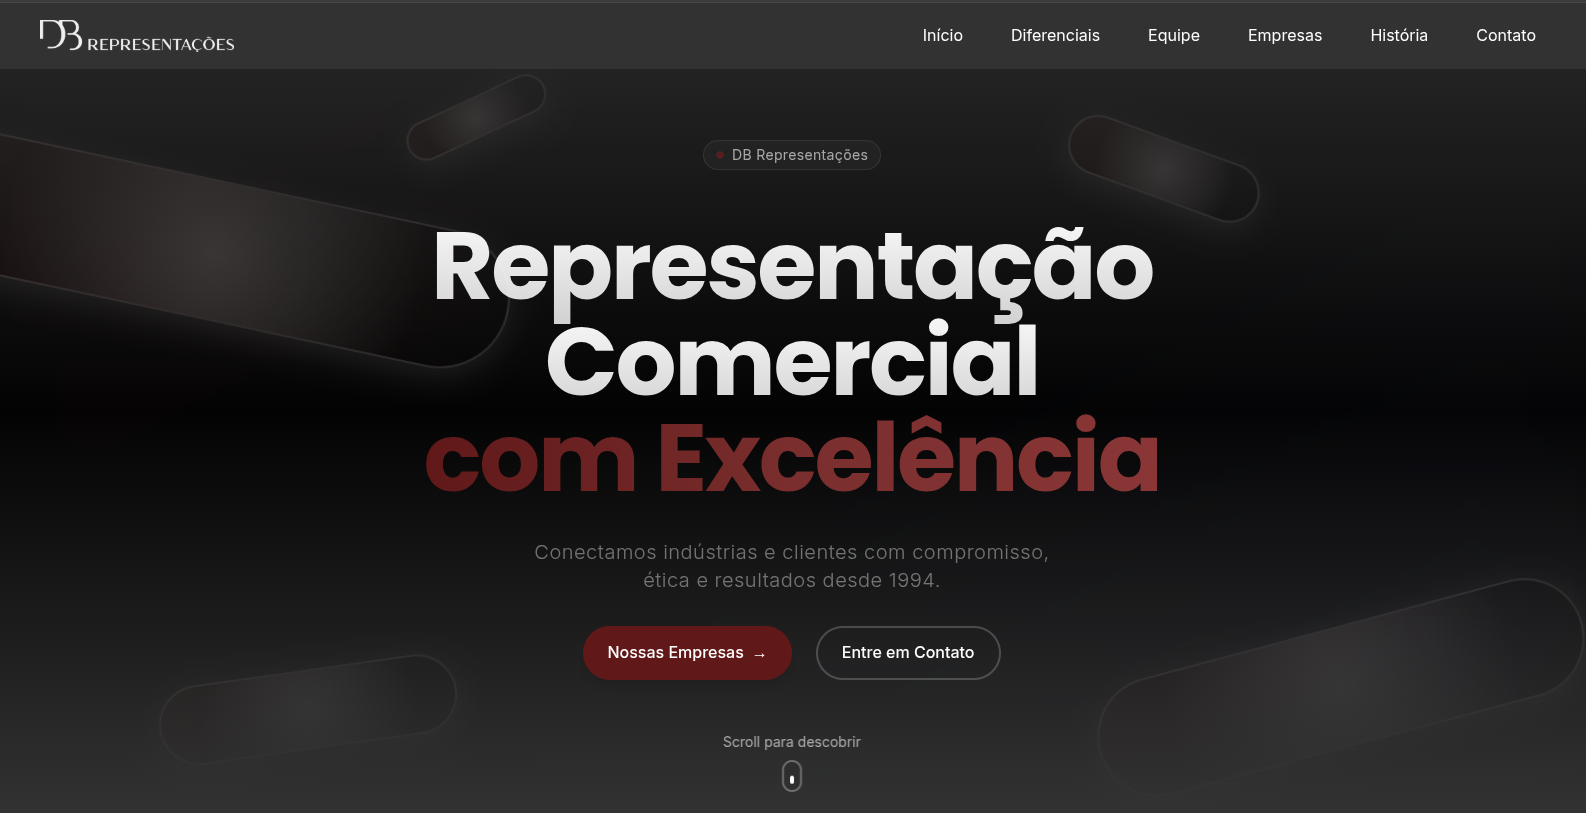 DB REPRESENTAÇÕES
Início
Diferenciais
Equipe
Empresas
História
Contato
DB Representações
Representação
Comercial
com Excelência
Conectamos indústrias e clientes com compromisso,
ética e resultados desde 1994.
Nossas Empresas →
Entre em Contato
Scroll para descobrir